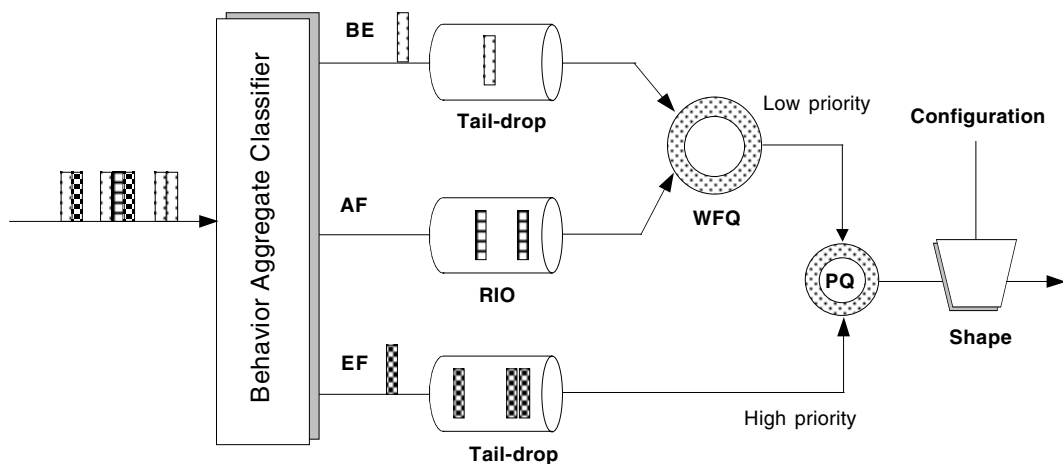 BE
Tail-drop
Behavior Aggregate Classifier
Low priority
Configuration
WFQ
AF
RIO
PQ
Shape
EF
High priority
Tail-drop